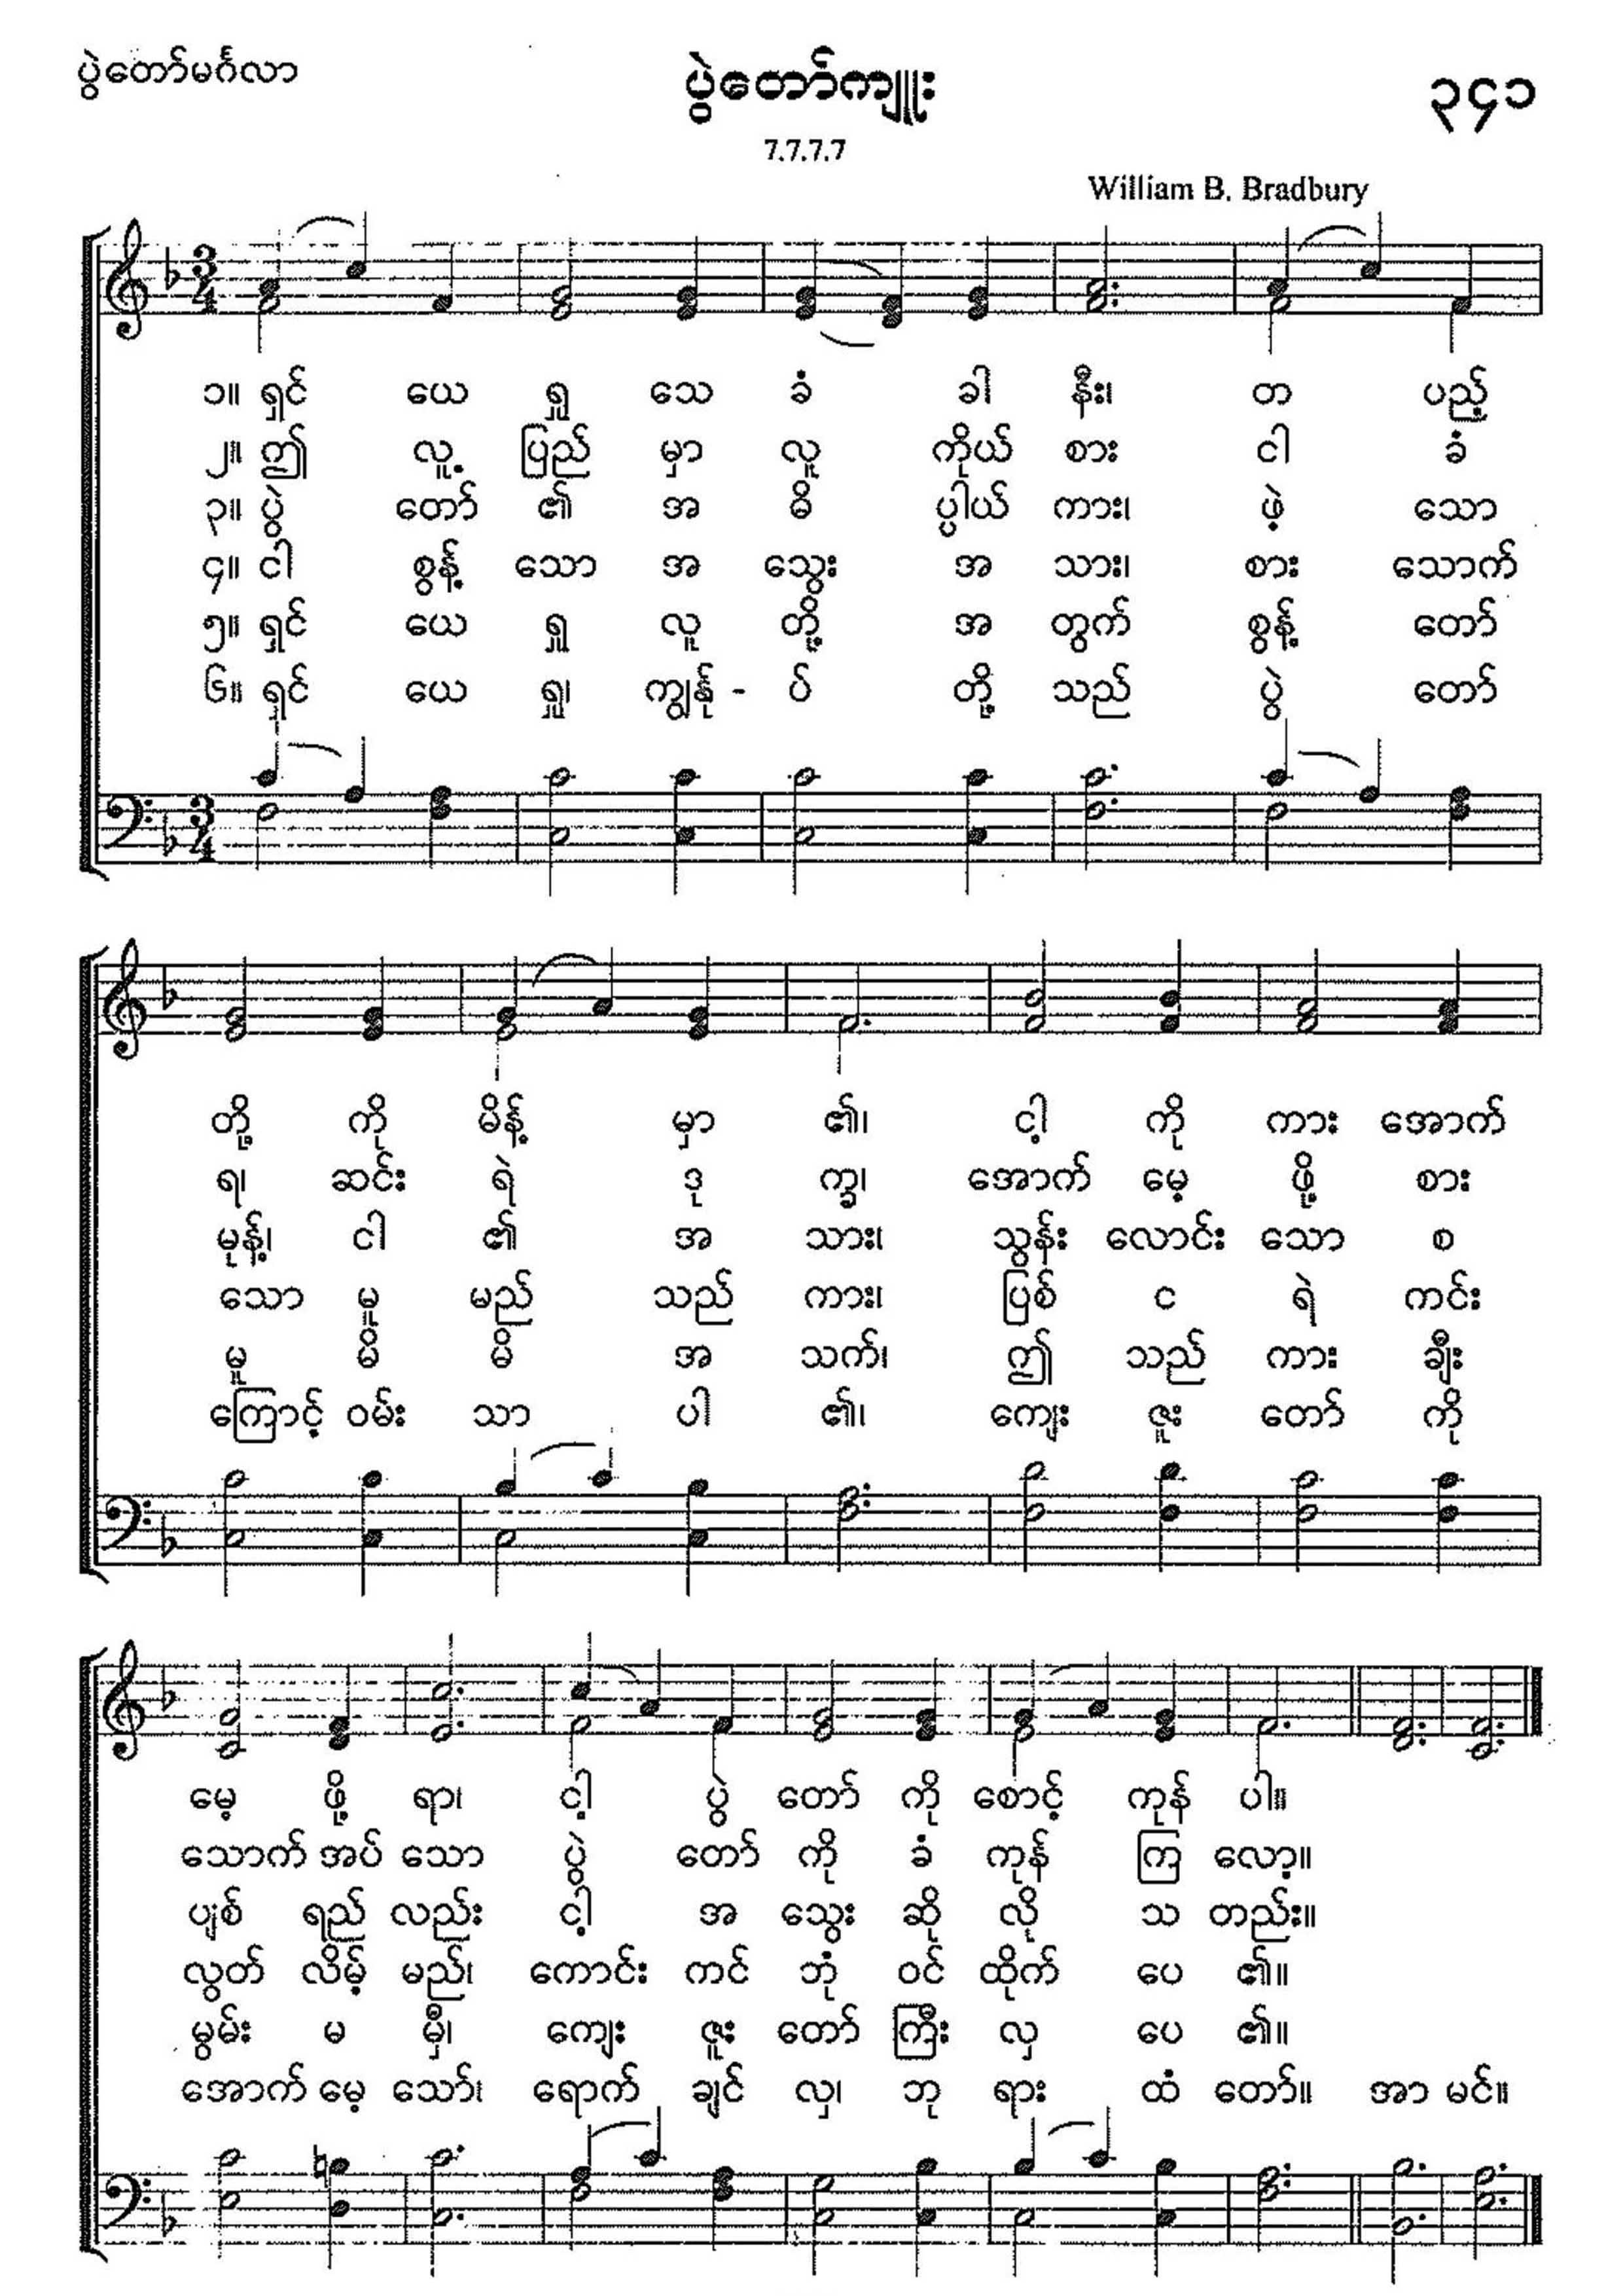 ပွဲတော်မင်္ဂလာ
ပွဲတော်ကျူး
၃၄၁
7.7.7.7
William B. Bradbury
၁။ ရှင် ယေ ရှု သေ ခံ ခါ နီး၊ တ ပည့်
၂။ ဤ လူ့ ပြည် မှာ လူ ကိုယ် စား ငါ ခံ
၃။ ပွဲ တော် ၏ အ ဓိ ပ္ပါယ် ကား၊ ဖဲ့ သော
၄။ ငါ စွန့် သော အ သွေး အ သား၊ စား သောက်
၅။ ရှင် ယေ ရှု လူ တို့ အ တွက် စွန့် တော်
၆။ ရှင် ယေ ရှု၊ ကျွန်ု - ပ် တို့ သည် ပွဲ တော်
တို့ ကို မိန့် မှာ ၏၊ ငါ့ ကို ကား အောက်
ရ၊ ဆင်း ရဲ ဒု က္ခ၊ အောက် မေ့ ဖို့ စား
မုန့်၊ ငါ ၏ အ သား၊ သွန်း လောင်း သော စ
သော မူ မည် သည် ကား၊ ပြစ် င ရဲ ကင်း
မူ မိ မိ အ သက်၊ ဤ သည် ကား ချီး
ကြောင့် ဝမ်း သာ ပါ ၏၊ ကျေး ဇူး တော် ကို
မေ့ ဖို့ ရာ၊ ငါ့ ပွဲ တော် ကို စောင့် ကုန် ပါ။
သောက် အပ် သော ပွဲ တော် ကို ခံ ကုန် ကြ လော့။
ပျစ် ရည် လည်း ငါ့ အ သွေး ဆို လို သ တည်း။
လွတ် လိမ့် မည်၊ ကောင်း ကင် ဘုံ ဝင် ထိုက် ပေ ၏။
မွမ်း မ မှီ၊ ကျေး ဇူး တော် ကြီး လှ ပေ ၏။
အောက် မေ့ သော်၊ ရောက် ချင် လှ၊ ဘု ရား ထံ တော်။ အာ မင်။